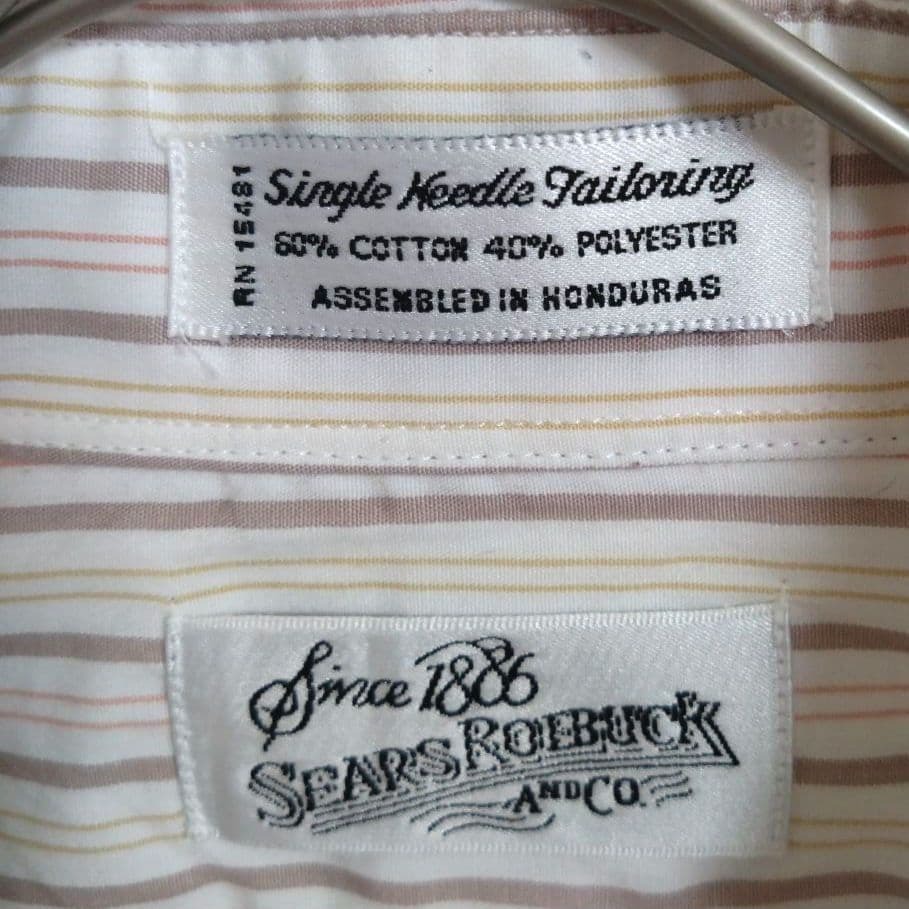 RN 15481
Single Needle Tailoring
60% COTTON 40% POLYESTER
ASSEMBLED IN HONDURAS
Since 1886
SEARS ROEBUCK
AND CO.